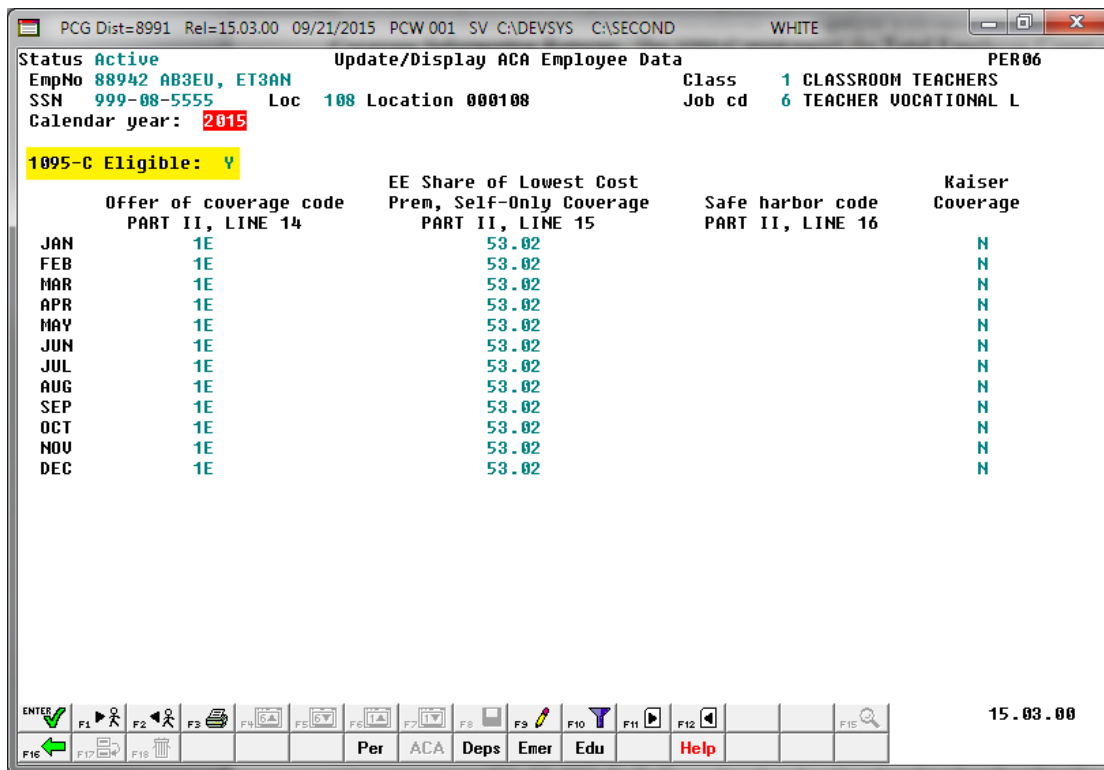 PCG Dist=8991 Rel=15.03.00 09/21/2015 PCW 001 SV C:\DEVSYS C:\SECOND WHITE
Status Active Update/Display ACA Employee Data PER06
EmpNo 88942 AB3EU, ET3AN Class 1 CLASSROOM TEACHERS
SSN 999-08-5555 Loc 108 Location 000108 Job cd 6 TEACHER VOCATIONAL L
Calendar year: 2015
1095-C Eligible: Y
EE Share of Lowest Cost Kaiser
Offer of coverage code Prem, Self-Only Coverage Safe harbor code Coverage
PART II, LINE 14 PART II, LINE 15 PART II, LINE 16
JAN 1E 53.02 N
FEB 1E 53.02 N
MAR 1E 53.02 N
APR 1E 53.02 N
MAY 1E 53.02 N
JUN 1E 53.02 N
JUL 1E 53.02 N
AUG 1E 53.02 N
SEP 1E 53.02 N
OCT 1E 53.02 N
NOV 1E 53.02 N
DEC 1E 53.02 N
ENTER F1 F2 F3 F4 F5 F6 F7 F8 F9 F10 F11 F12 F15 15.03.00
F16 F17 F18 Per ACA Deps Emer Edu Help